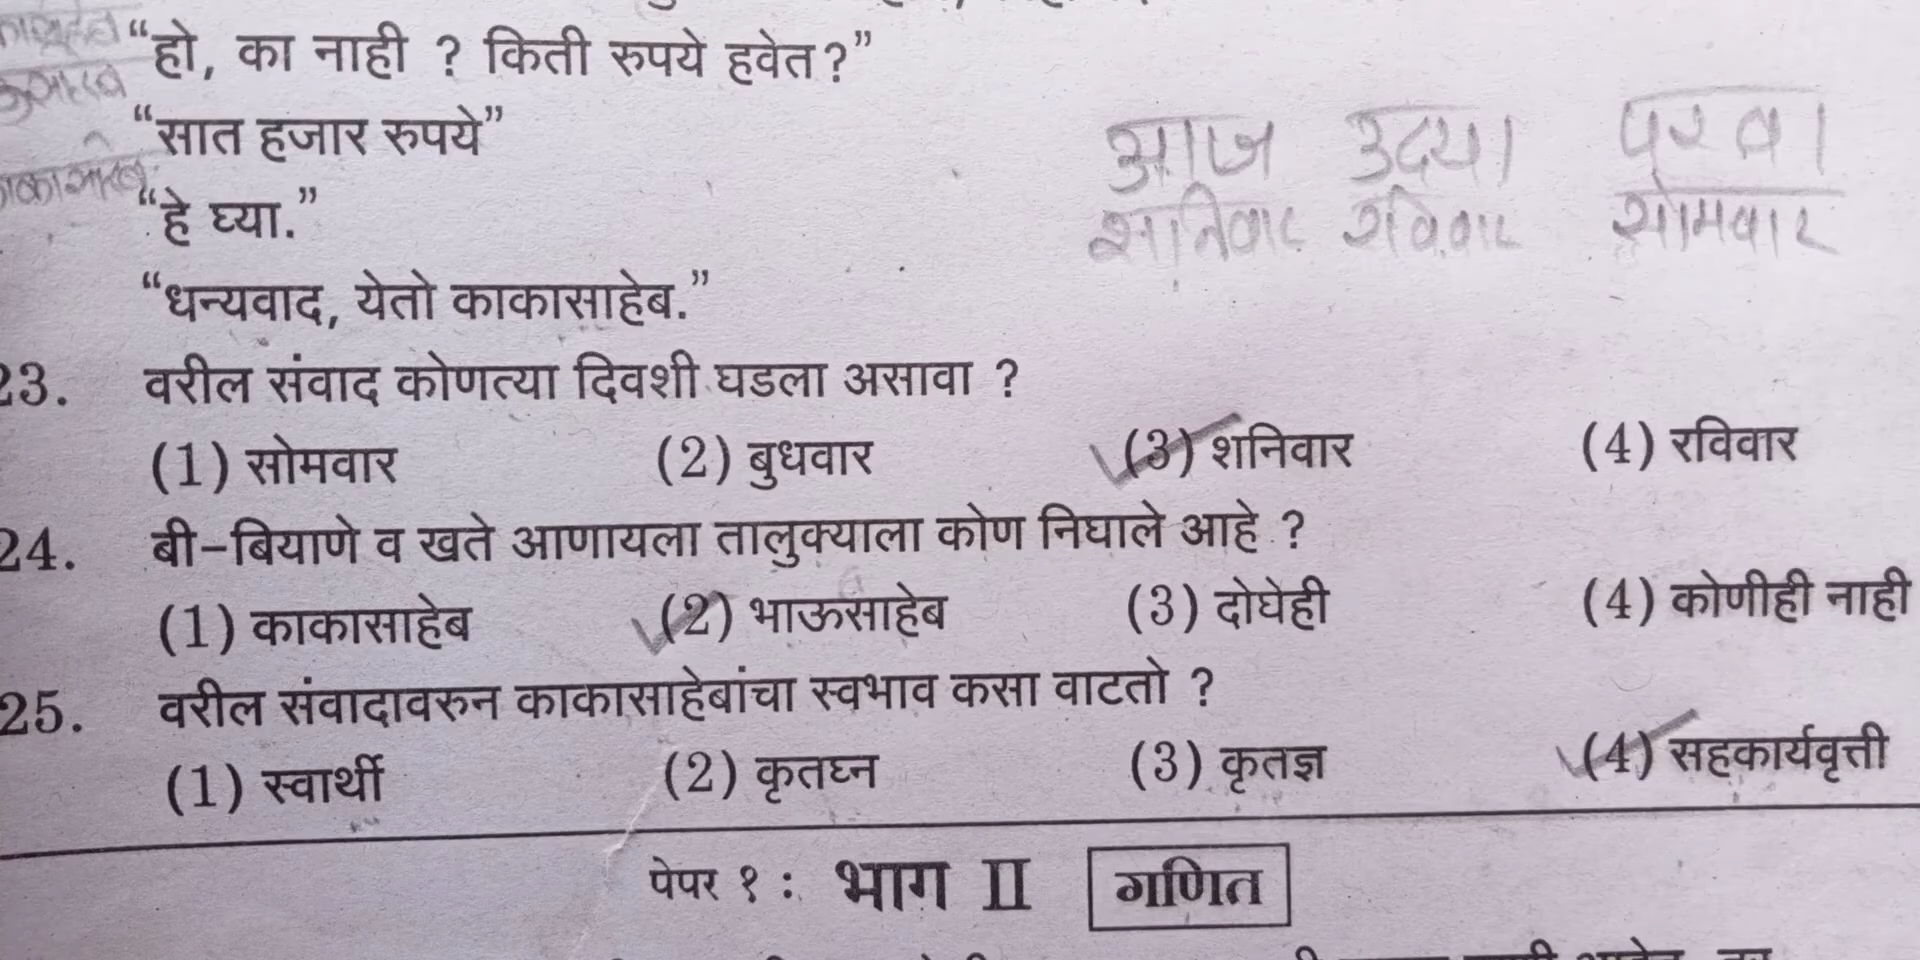 “हो, का नाही ? किती रुपये हवेत?”
“सात हजार रुपये”
“हे घ्या.”
“धन्यवाद, येतो काकासाहेब.”
आज उद्या परवा
शनिवार रविवार सोमवार
23. वरील संवाद कोणत्या दिवशी घडला असावा ?
(1) सोमवार (2) बुधवार (3) शनिवार (4) रविवार
24. बी-बियाणे व खते आणायला तालुक्याला कोण निघाले आहे ?
(1) काकासाहेब (2) भाऊसाहेब (3) दोघेही (4) कोणीही नाही
25. वरील संवादावरुन काकासाहेबांचा स्वभाव कसा वाटतो ?
(1) स्वार्थी (2) कृतघ्न (3) कृतज्ञ (4) सहकार्यवृत्ती
पेपर १ : भाग II गणित